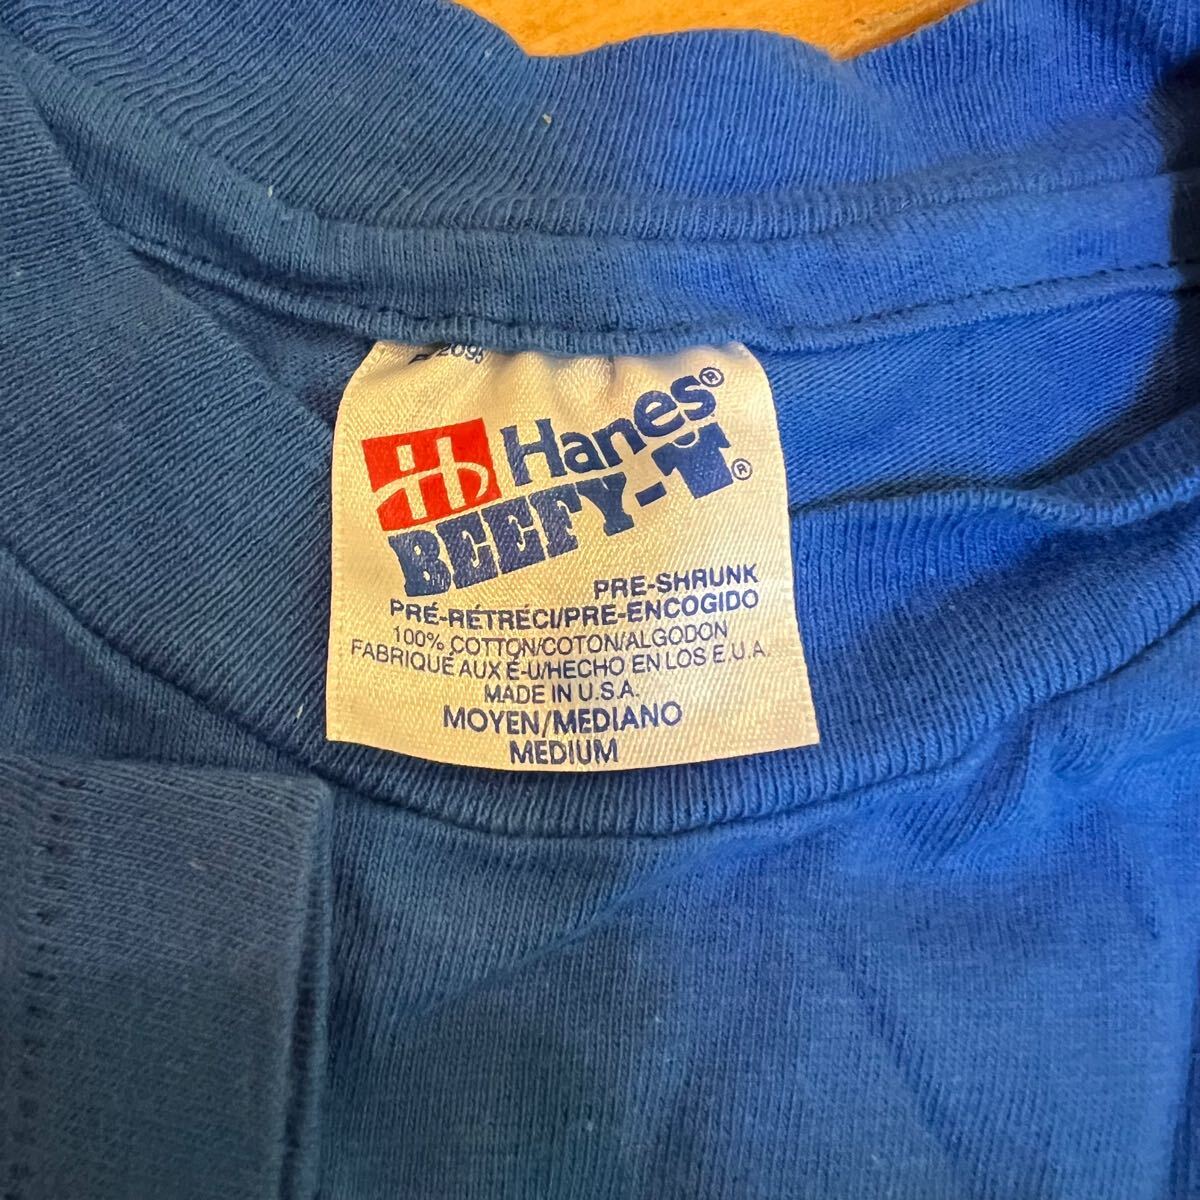 Hanes®
BEEFY-T®
PRE-SHRUNK
PRÉ-RÉTRÉCI/PRE-ENCOGIDO
100% COTTON/COTON/ALGODON
FABRIQUÉ AUX É-U/HECHO EN LOS E.U.A.
MADE IN U.S.A.
MOYEN/MEDIANO
MEDIUM